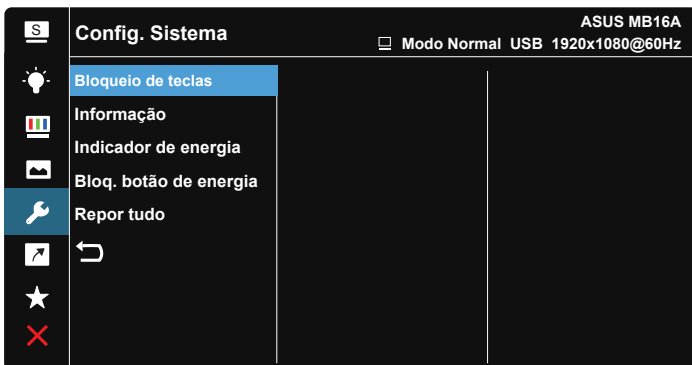 S
Config. Sistema
ASUS MB16A
Modo Normal USB 1920x1080@60Hz
Bloqueio de teclas
Informação
Indicador de energia
Bloq. botão de energia
Repor tudo